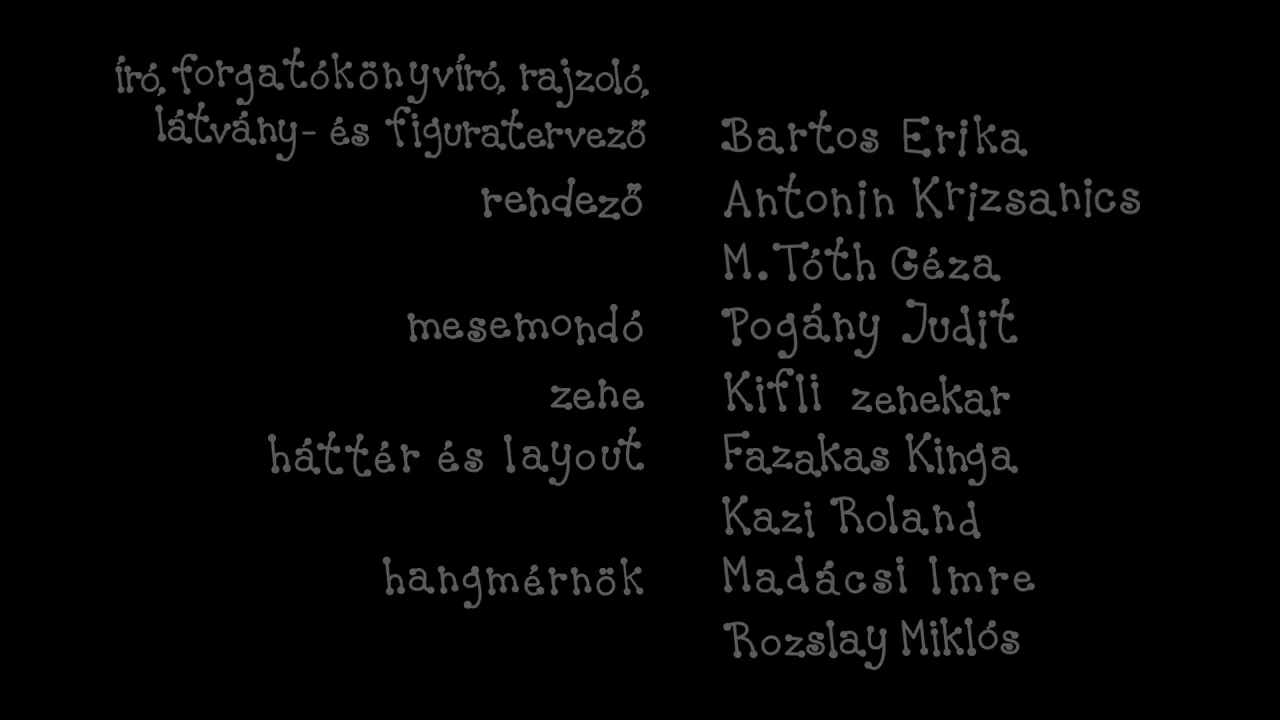 író, forgatókönyvíró, rajzoló,
látvány- és figuratervező Bartos Erika
rendező Antonin Krizsanics
M. Tóth Géza
mesemondó Pogány Judit
zene Kifli zenekar
háttér és layout Fazakas Kinga
Kazi Roland
hangmérnök Madácsi Imre
Rozslay Miklós